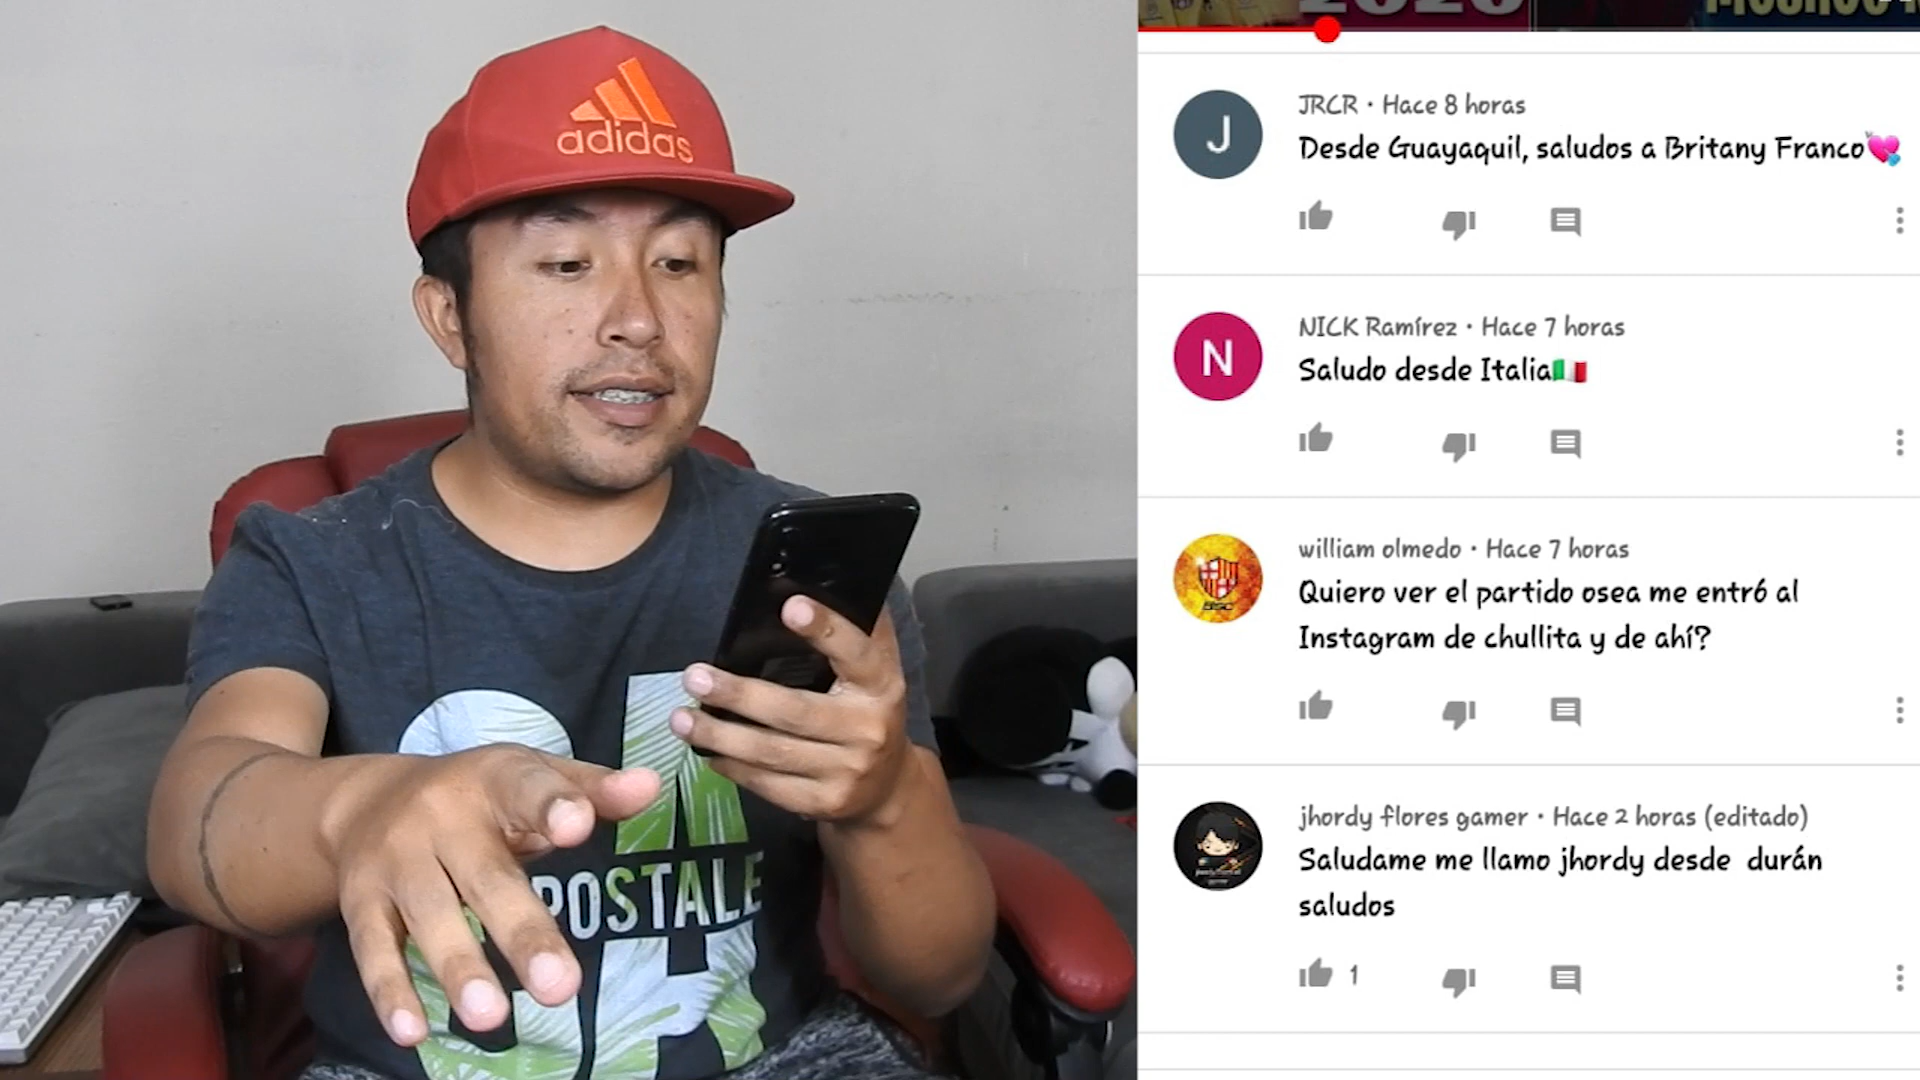 adidas
POSTALE
2020
J
JRCR · Hace 8 horas
Desde Guayaquil, saludos a Britany Franco💘
N
NICK Ramírez · Hace 7 horas
Saludo desde Italia🇮🇹
william olmedo · Hace 7 horas
Quiero ver el partido osea me entró al
Instagram de chullita y de ahí?
jhordy flores gamer · Hace 2 horas (editado)
Saludame me llamo jhordy desde durán
saludos
1